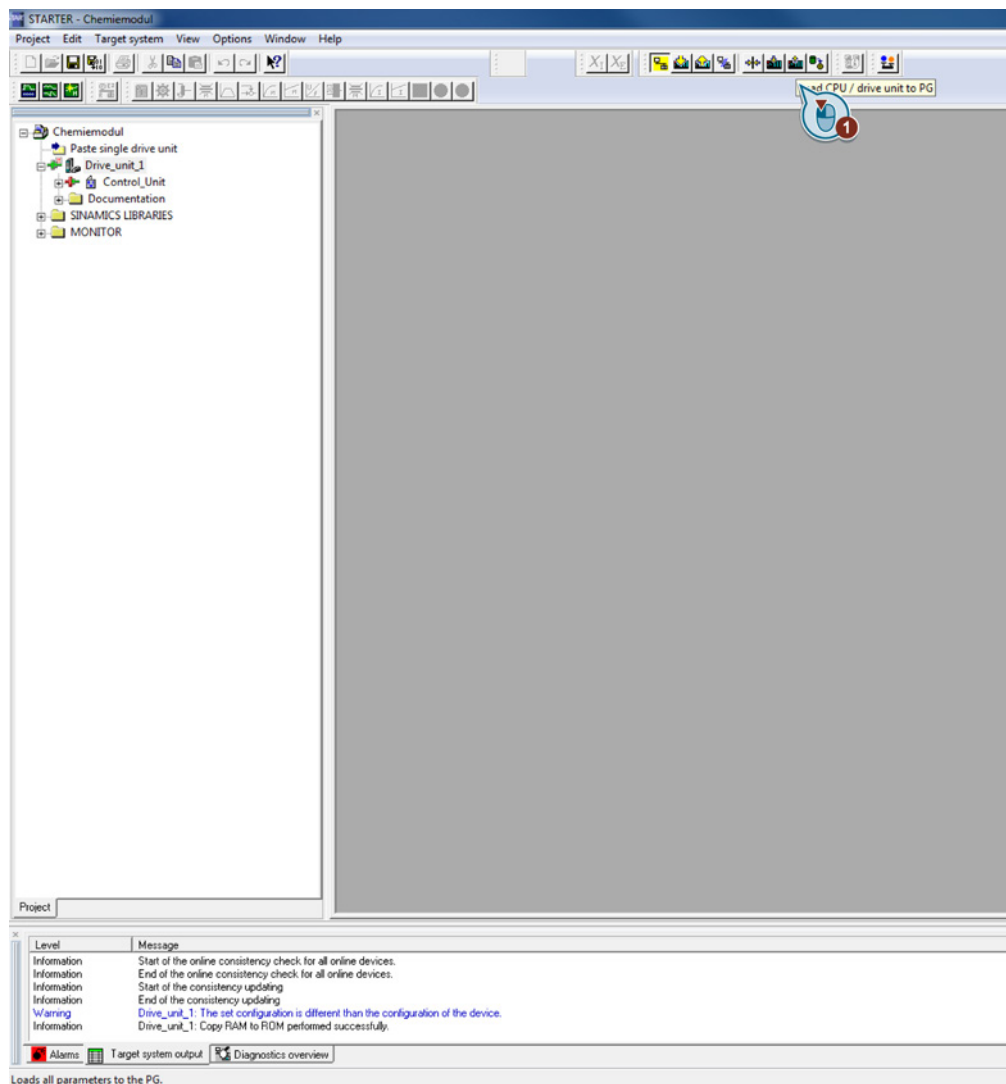 STARTER - Chemiemodul
Project Edit Target system View Options Window Help
CPU / drive unit to PG
1
Chemiemodul
Paste single drive unit
Drive_unit_1
Control_Unit
Documentation
SINAMICS LIBRARIES
MONITOR
Project
Level Message
Information Start of the online consistency check for all online devices.
Information End of the online consistency check for all online devices.
Information Start of the consistency updating
Information End of the consistency updating
Warning Drive_unit_1: The set configuration is different than the configuration of the device.
Information Drive_unit_1: Copy RAM to ROM performed successfully.
Alarms Target system output Diagnostics overview
Loads all parameters to the PG.